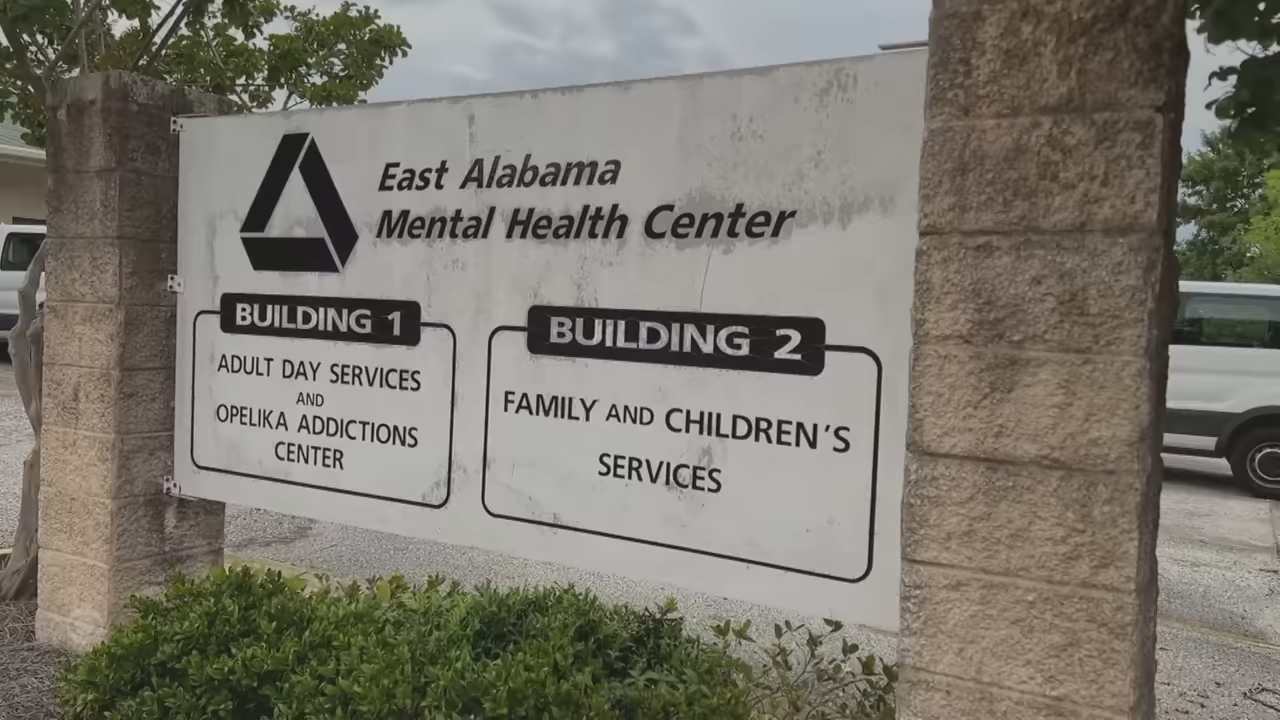 East Alabama
Mental Health Center
BUILDING 1
ADULT DAY SERVICES
AND
OPELIKA ADDICTIONS
CENTER
BUILDING 2
FAMILY AND CHILDREN'S
SERVICES